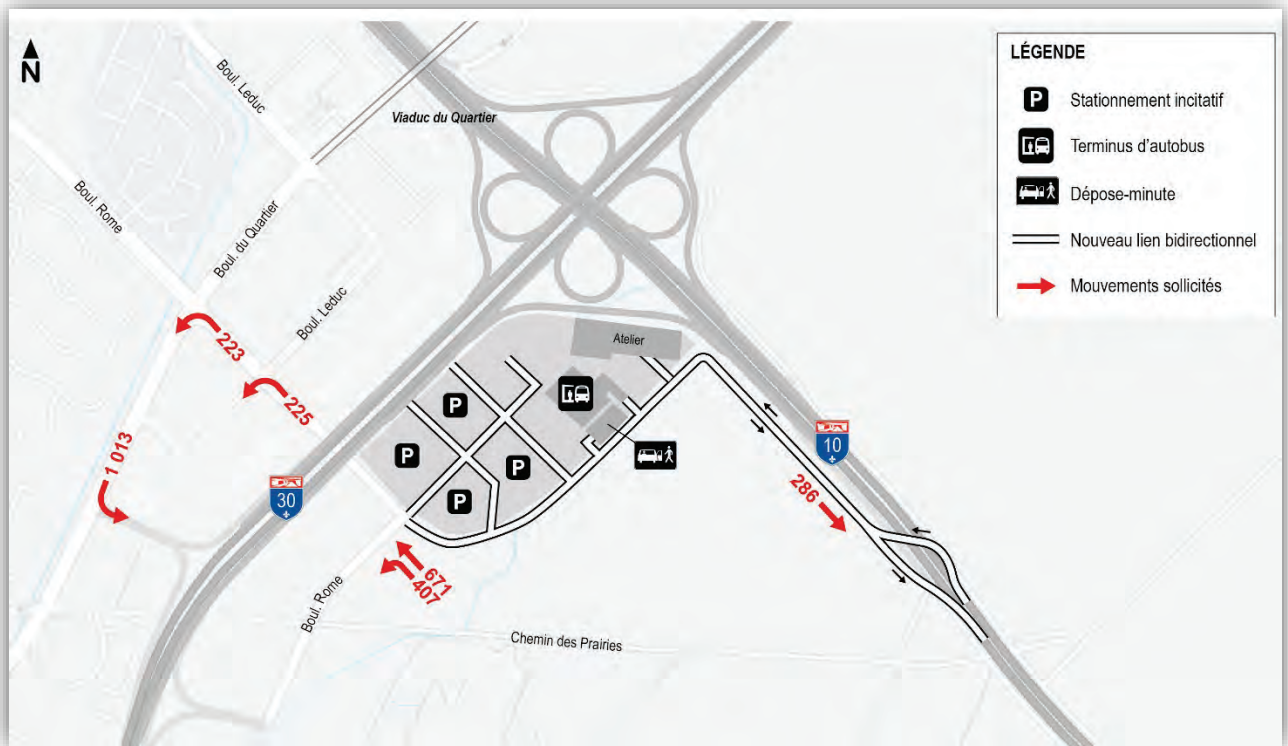 N
Boul. Leduc
Viaduc du Quartier
Boul. Rome
Boul. du Quartier
Boul. Leduc
223
225
1 013
30
Atelier
P
P
P
P
10
286
671
407
Boul. Rome
Chemin des Prairies
LÉGENDE
P Stationnement incitatif
Terminus d'autobus
Dépose-minute
Nouveau lien bidirectionnel
Mouvements sollicités